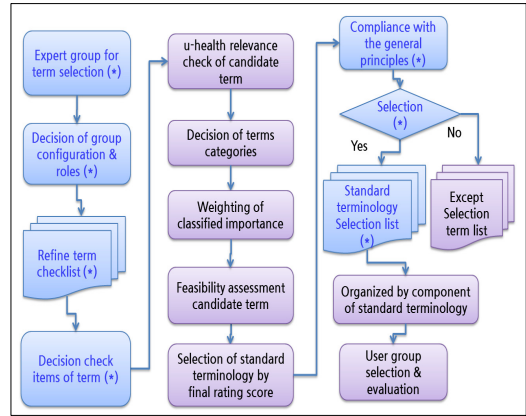 Expert group for
term selection (*)
Decision of group
configuration &
roles (*)
Refine term
checklist (*)
Decision check
items of term (*)
u-health relevance
check of candidate
term
Decision of terms
categories
Weighting of
classified importance
Feasibility assessment
candidate term
Selection of standard
terminology by
final rating score
Compliance with
the general
principles (*)
Selection
(*)
Yes
No
Standard
terminology
Selection list
(*)
Except
Selection
term list
Organized by component
of standard terminology
User group
selection &
evaluation